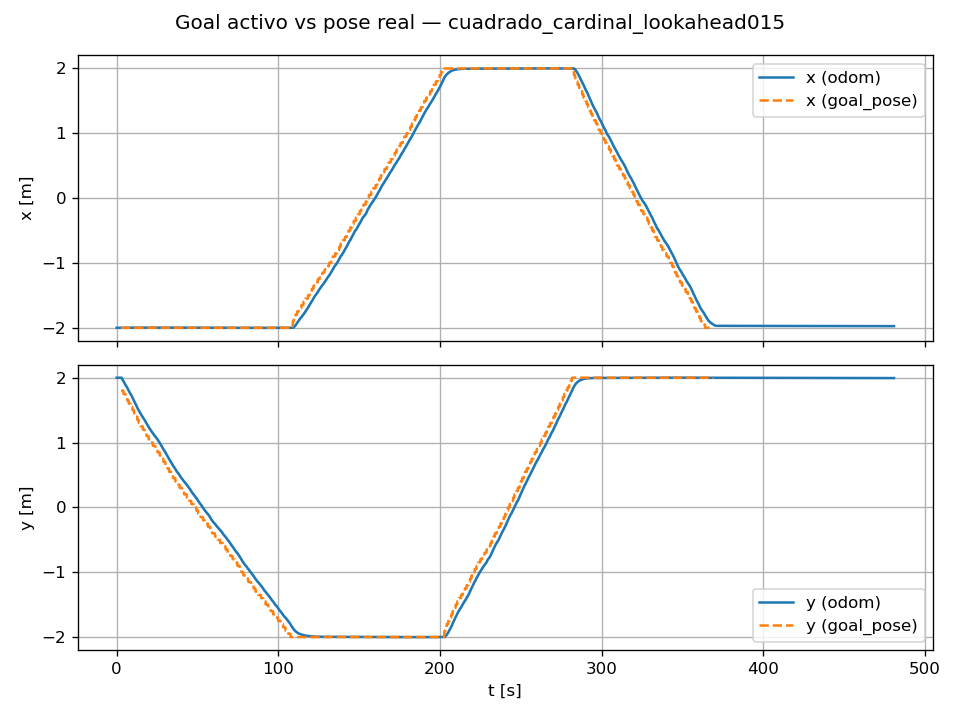 Goal activo vs pose real — cuadrado_cardinal_lookahead015
x [m]
2
1
0
−1
−2
x (odom)
x (goal_pose)
y [m]
2
1
0
−1
−2
y (odom)
y (goal_pose)
0 100 200 300 400 500
t [s]